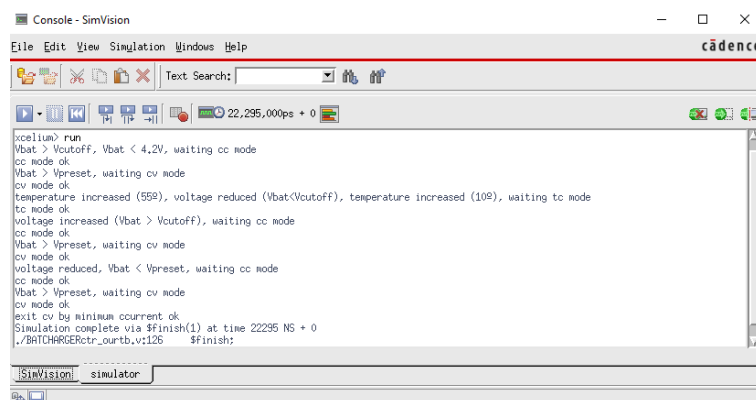 Console - SimVision
File Edit View Simulation Windows Help
cādence
Text Search:
22,295,000ps + 0
xcelium> run
Vbat > Vcutoff, Vbat < 4.2V, waiting cc mode
cc mode ok
Vbat > Vpreset, waiting cv mode
cv mode ok
temperature increased (55º), voltage reduced (Vbat<Vcutoff), temperature increased (10º), waiting tc mode
tc mode ok
voltage increased (Vbat > Vcutoff), waiting cc mode
cc mode ok
Vbat > Vpreset, waiting cv mode
cv mode ok
voltage reduced, Vbat < Vpreset, waiting cc mode
cc mode ok
Vbat > Vpreset, waiting cv mode
cv mode ok
exit cv by minimum ccurrent ok
Simulation complete via $finish(1) at time 22295 NS + 0
./BATCHARGERctr_ourtb.v:126 $finish;
SimVision simulator